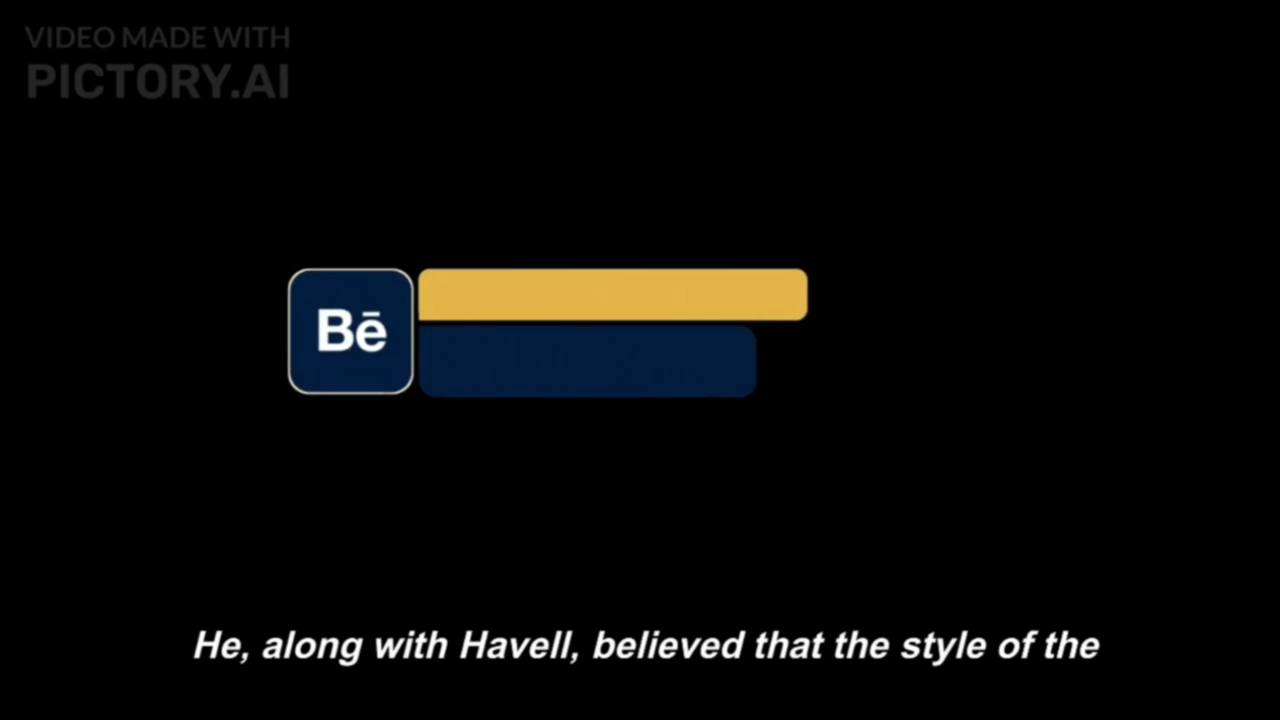 VIDEO MADE WITH
PICTORY.AI
Bē
He, along with Havell, believed that the style of the